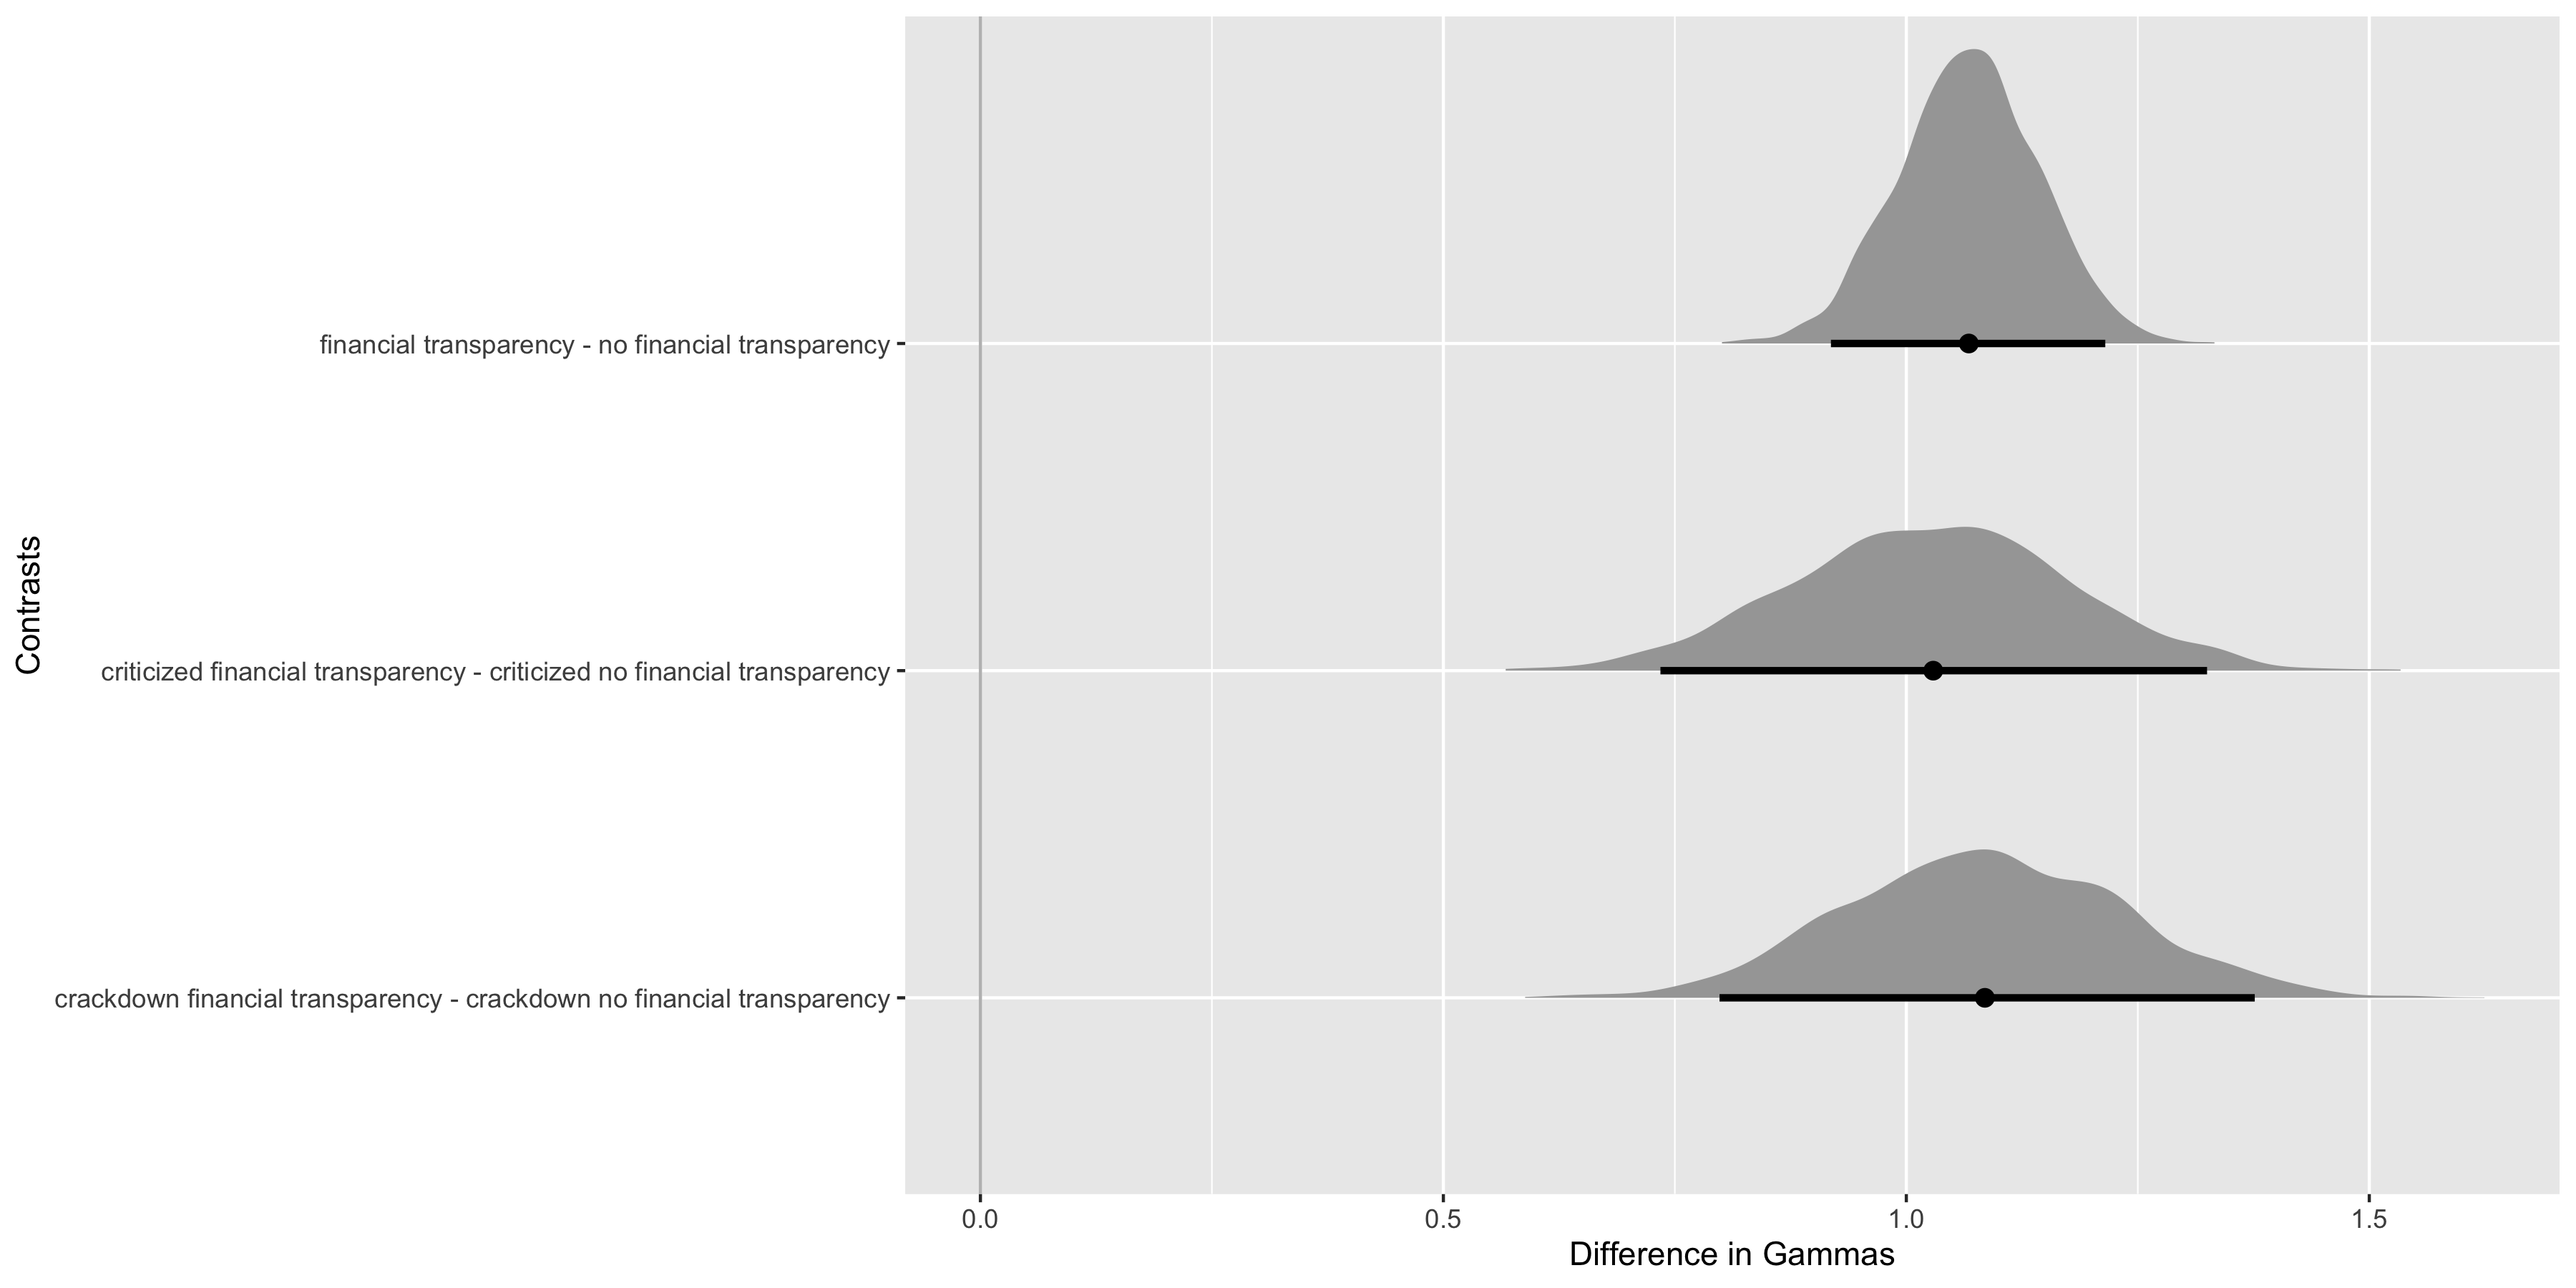 Contrasts
financial transparency - no financial transparency
criticized financial transparency - criticized no financial transparency
crackdown financial transparency - crackdown no financial transparency
0.0 0.5 1.0 1.5
Difference in Gammas